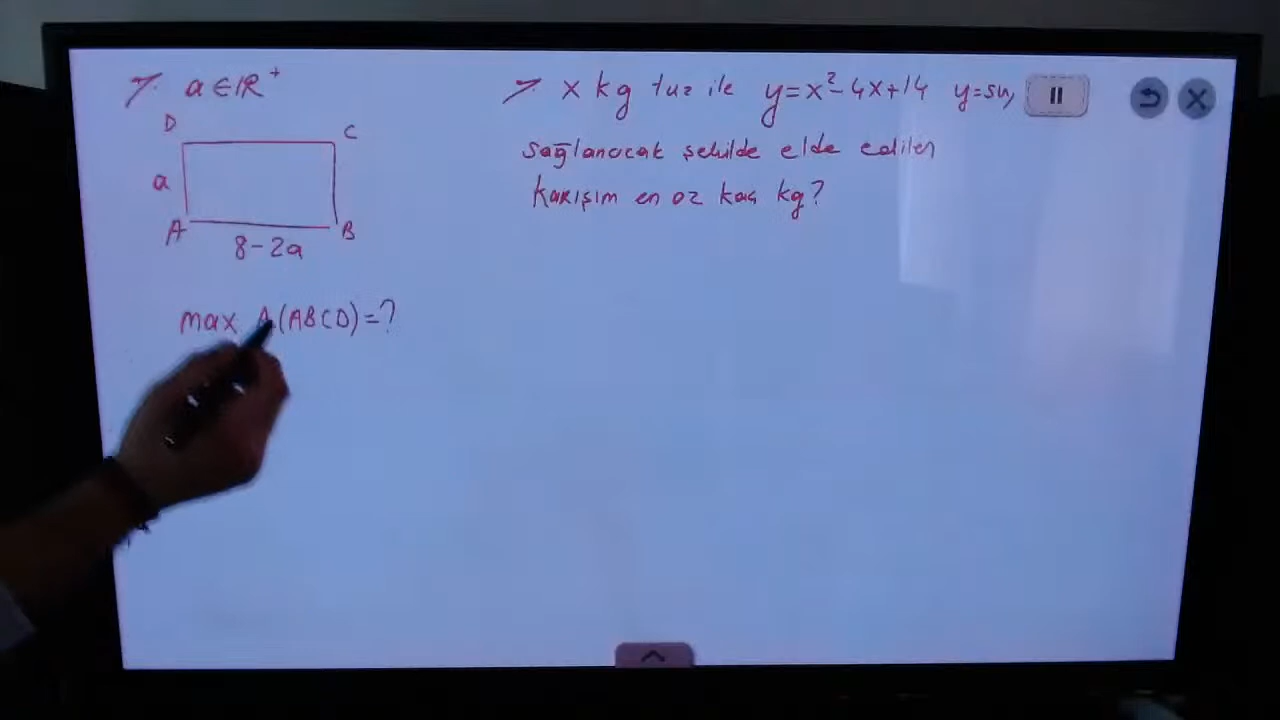 a ∈ IR⁺
D
C
a
A
B
8-2a
max A(ABCD)=?
x kg tuz ile y=x²-4x+14 y=su,
sağlanacak şekilde elde edilen
karışım en az kaç kg?